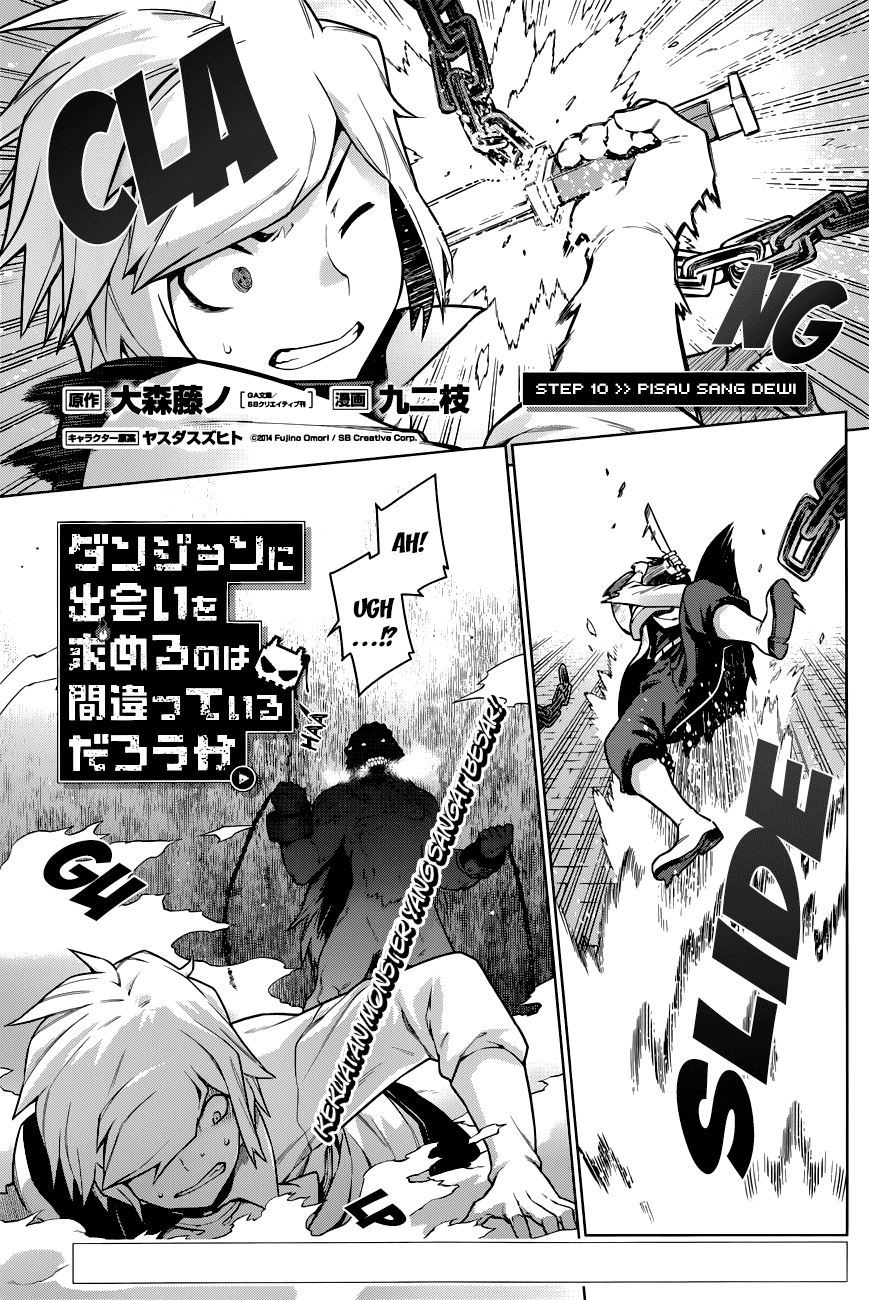 CLA
NG
原作 大森藤ノ [GA文庫/SBクリエイティブ刊] 漫画 九二枝
キャラクター原案 ヤスダスズヒト ©2014 Fujino Omori / SB Creative Corp.
STEP 10 >> PISAU SANG DEWI
SLIDE
AH!
UGH
...!?
ダンジョンに
出会いを
求めるのは
間違っている
だろうか
HAA
KEKUATAN MONSTER YANG SANGAT BESAR!!
GU
LP